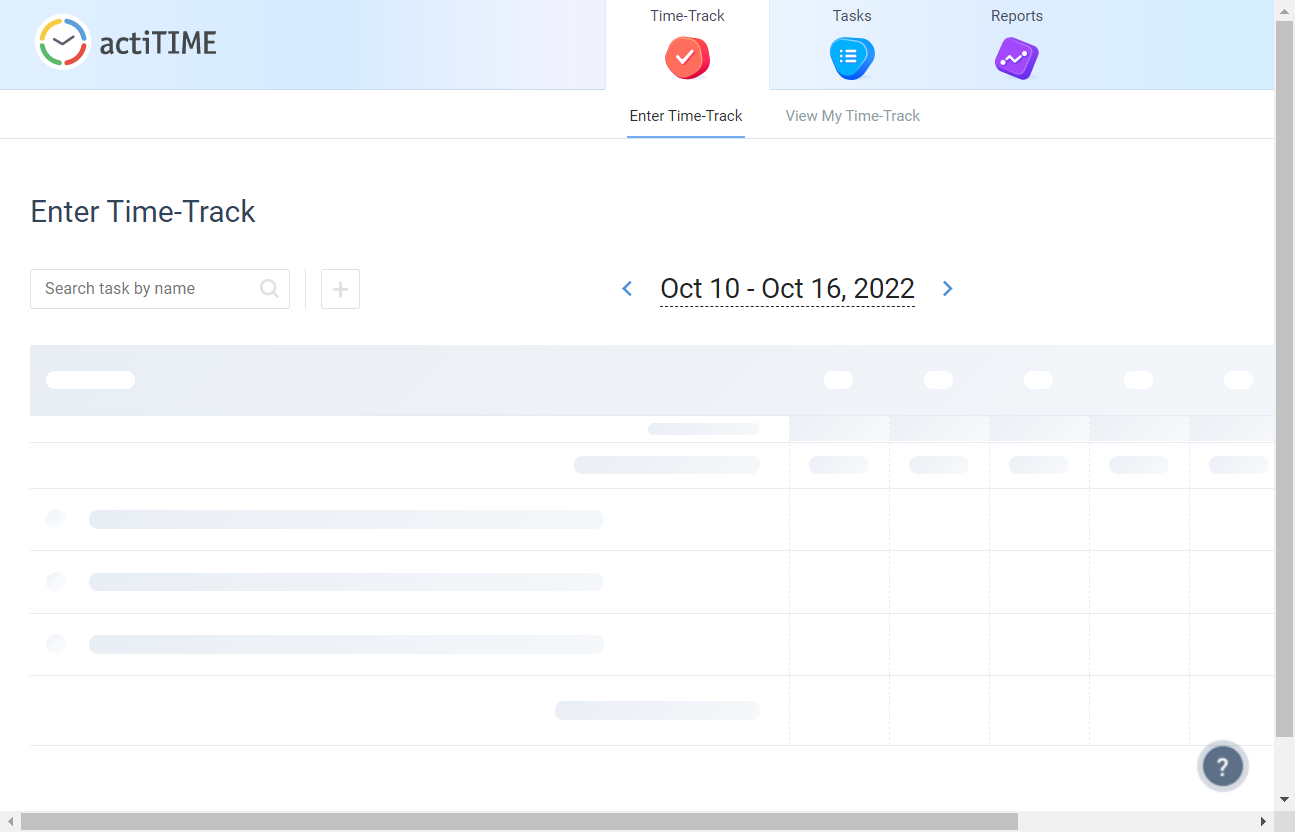 actiTIME
Time-Track
Tasks
Reports
Enter Time-Track
View My Time-Track
Enter Time-Track
Search task by name
Oct 10 - Oct 16, 2022
?